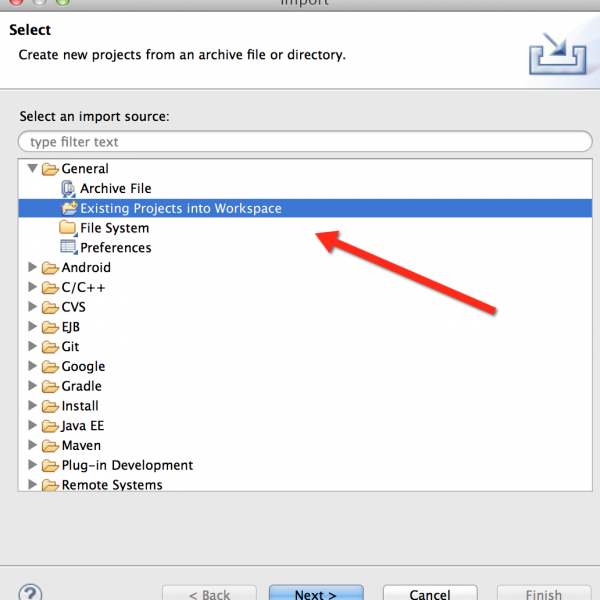 Import
Select
Create new projects from an archive file or directory.
Select an import source:
type filter text
General
Archive File
Existing Projects into Workspace
File System
Preferences
Android
C/C++
CVS
EJB
Git
Google
Gradle
Install
Java EE
Maven
Plug-in Development
Remote Systems
?
< Back
Next >
Cancel
Finish